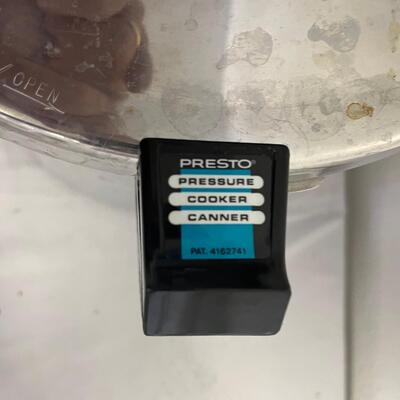 OPEN
PRESTO®
PRESSURE
COOKER
CANNER
PAT. 4162741